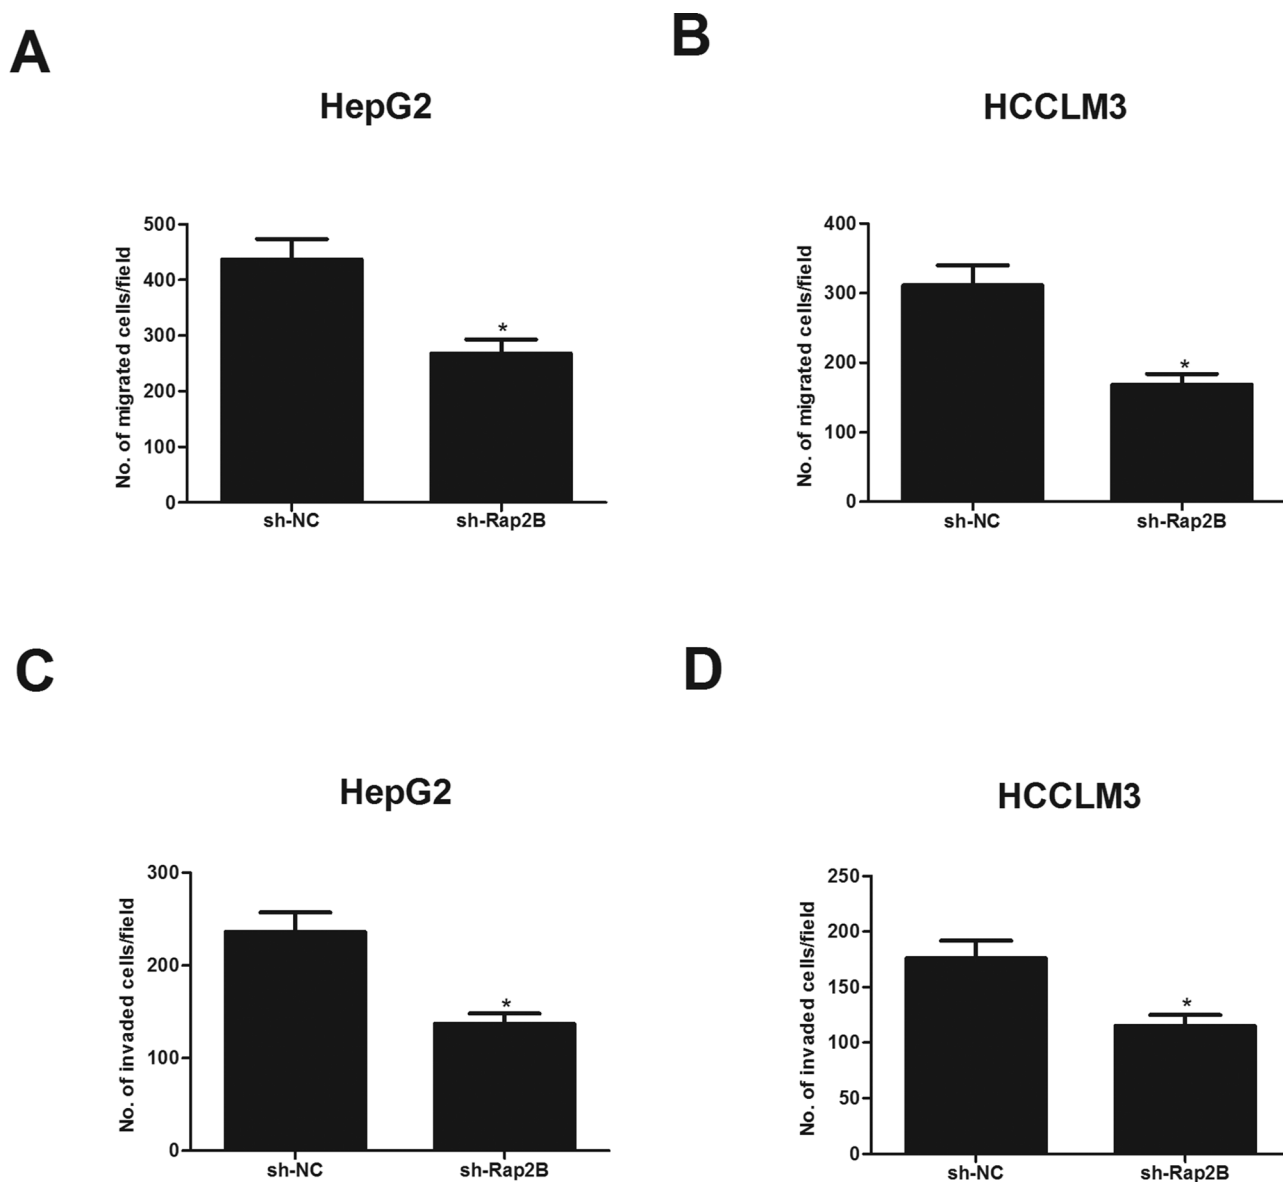 A
HepG2
No. of migrated cells/field
500
400
300
200
100
0
*
sh-NC
sh-Rap2B
B
HCCLM3
No. of migrated cells/field
400
300
200
100
0
*
sh-NC
sh-Rap2B
C
HepG2
No. of invaded cells/field
300
200
100
0
*
sh-NC
sh-Rap2B
D
HCCLM3
No. of invaded cells/field
250
200
150
100
50
0
*
sh-NC
sh-Rap2B